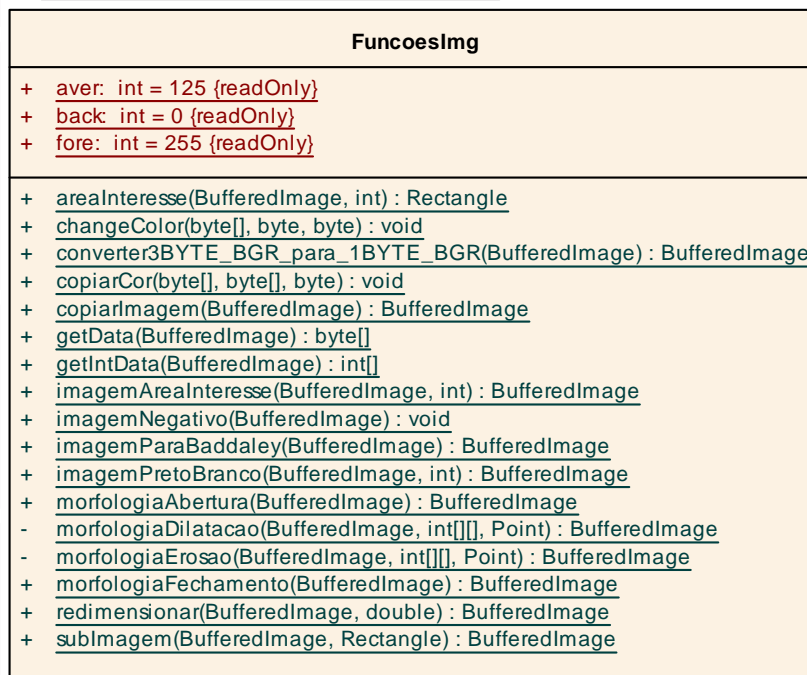 FuncoesImg
+ aver: int = 125 {readOnly}
+ back: int = 0 {readOnly}
+ fore: int = 255 {readOnly}
+ areaInteresse(BufferedImage, int) : Rectangle
+ changeColor(byte[], byte, byte) : void
+ converter3BYTE_BGR_para_1BYTE_BGR(BufferedImage) : BufferedImage
+ copiarCor(byte[], byte[], byte) : void
+ copiarImagem(BufferedImage) : BufferedImage
+ getData(BufferedImage) : byte[]
+ getIntData(BufferedImage) : int[]
+ imagemAreaInteresse(BufferedImage, int) : BufferedImage
+ imagemNegativo(BufferedImage) : void
+ imagemParaBaddaley(BufferedImage) : BufferedImage
+ imagemPretoBranco(BufferedImage, int) : BufferedImage
+ morfologiaAbertura(BufferedImage) : BufferedImage
- morfologiaDilatacao(BufferedImage, int[][], Point) : BufferedImage
- morfologiaErosao(BufferedImage, int[][], Point) : BufferedImage
+ morfologiaFechamento(BufferedImage) : BufferedImage
+ redimensionar(BufferedImage, double) : BufferedImage
+ subImagem(BufferedImage, Rectangle) : BufferedImage